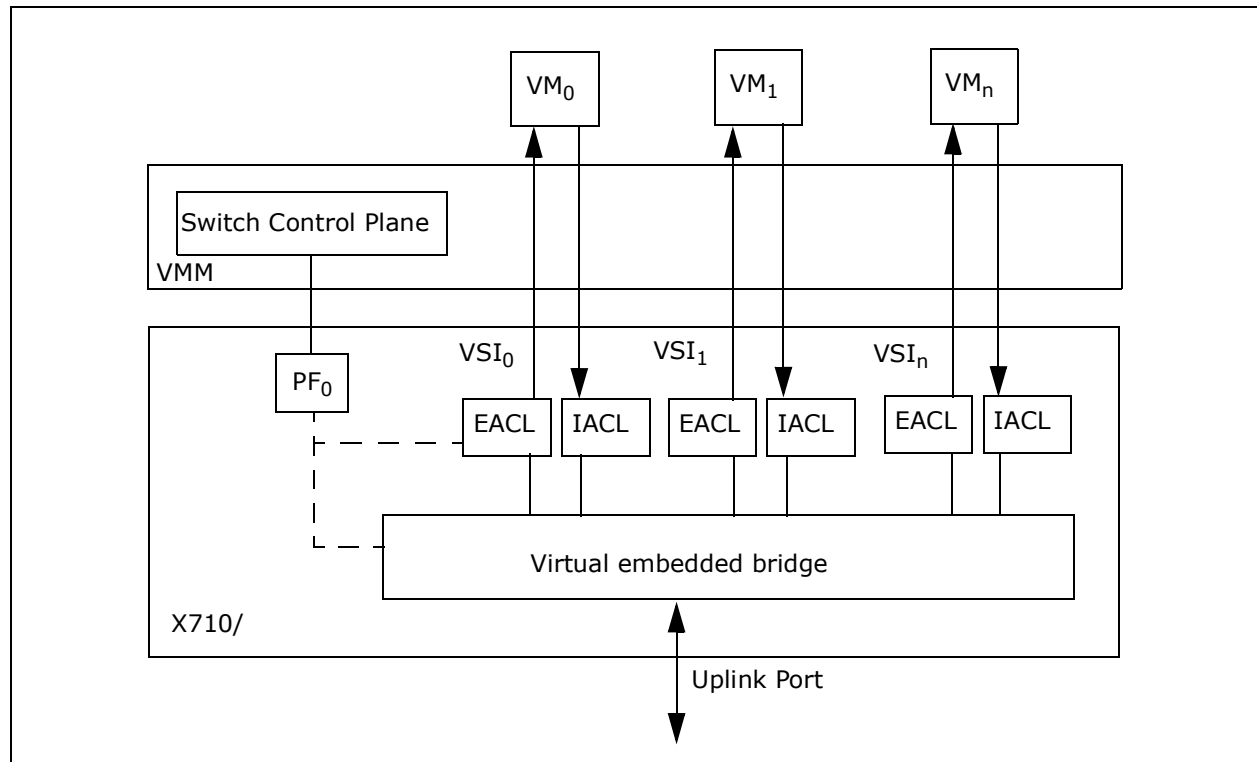 VM0
VM1
VMn
Switch Control Plane
VMM
VSI0
VSI1
VSIn
PF0
EACL
IACL
EACL
IACL
EACL
IACL
Virtual embedded bridge
X710/
Uplink Port